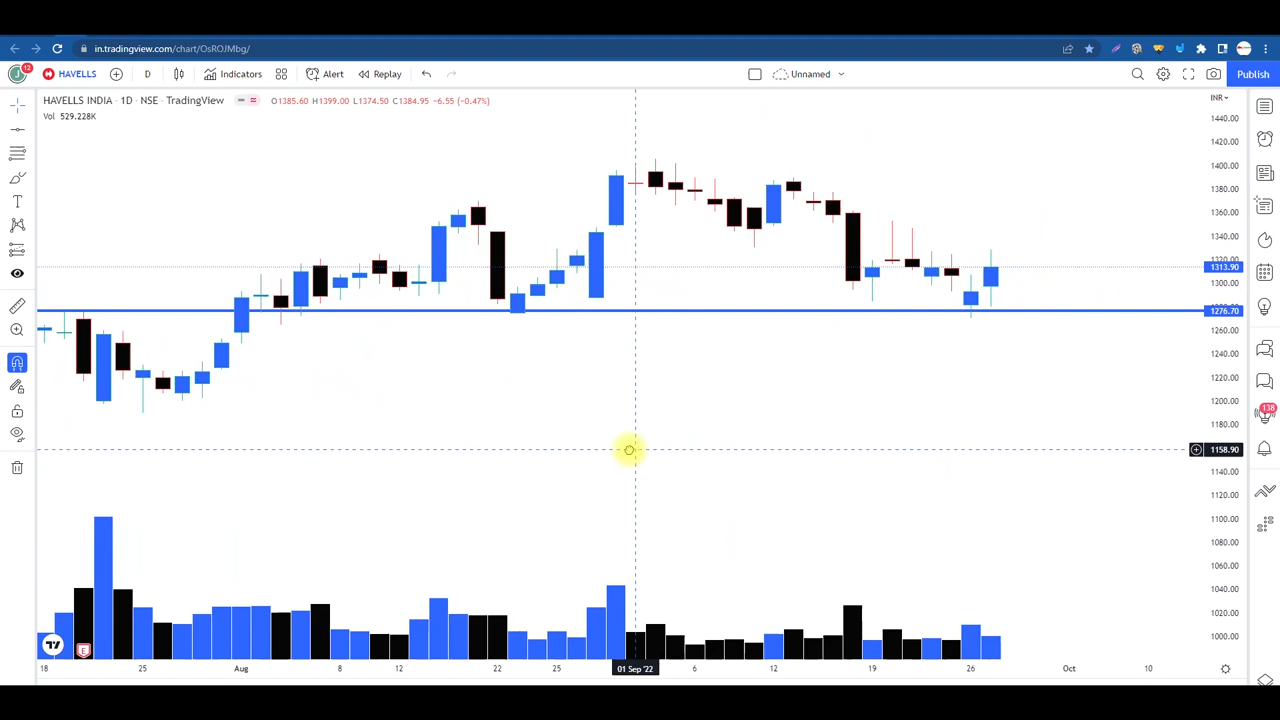 in.tradingview.com/chart/OsROJMbg/
12
HAVELLS
D
Indicators
Alert
Replay
Unnamed
Publish
HAVELLS INDIA · 1D · NSE · TradingView
O1385.60 H1399.00 L1374.50 C1384.95 −6.55 (−0.47%)
INR
Vol 529.228K
1440.00
1420.00
1400.00
1380.00
1360.00
1340.00
1320.00
1313.90
1300.00
1276.70
1260.00
1240.00
1220.00
1200.00
1180.00
1158.90
1140.00
1120.00
1100.00
1080.00
1060.00
1040.00
1020.00
1000.00
138
E
18
25
Aug
8
12
22
25
01 Sep '22
6
12
19
26
Oct
10